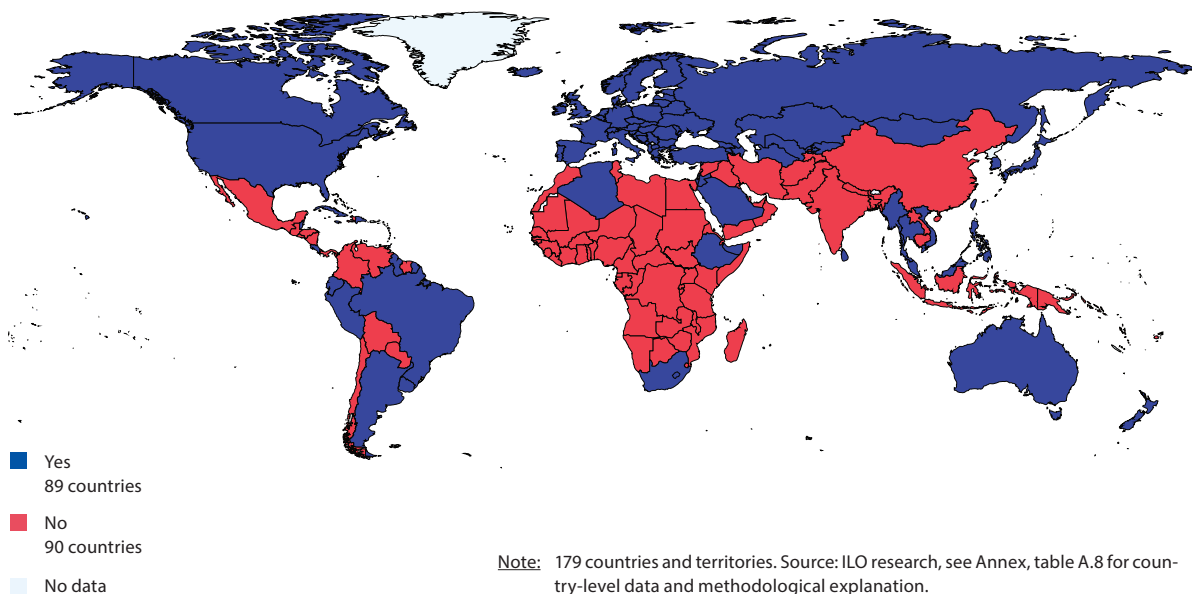 Yes
89 countries
No
90 countries
No data
Note: 179 countries and territories. Source: ILO research, see Annex, table A.8 for coun-
try-level data and methodological explanation.